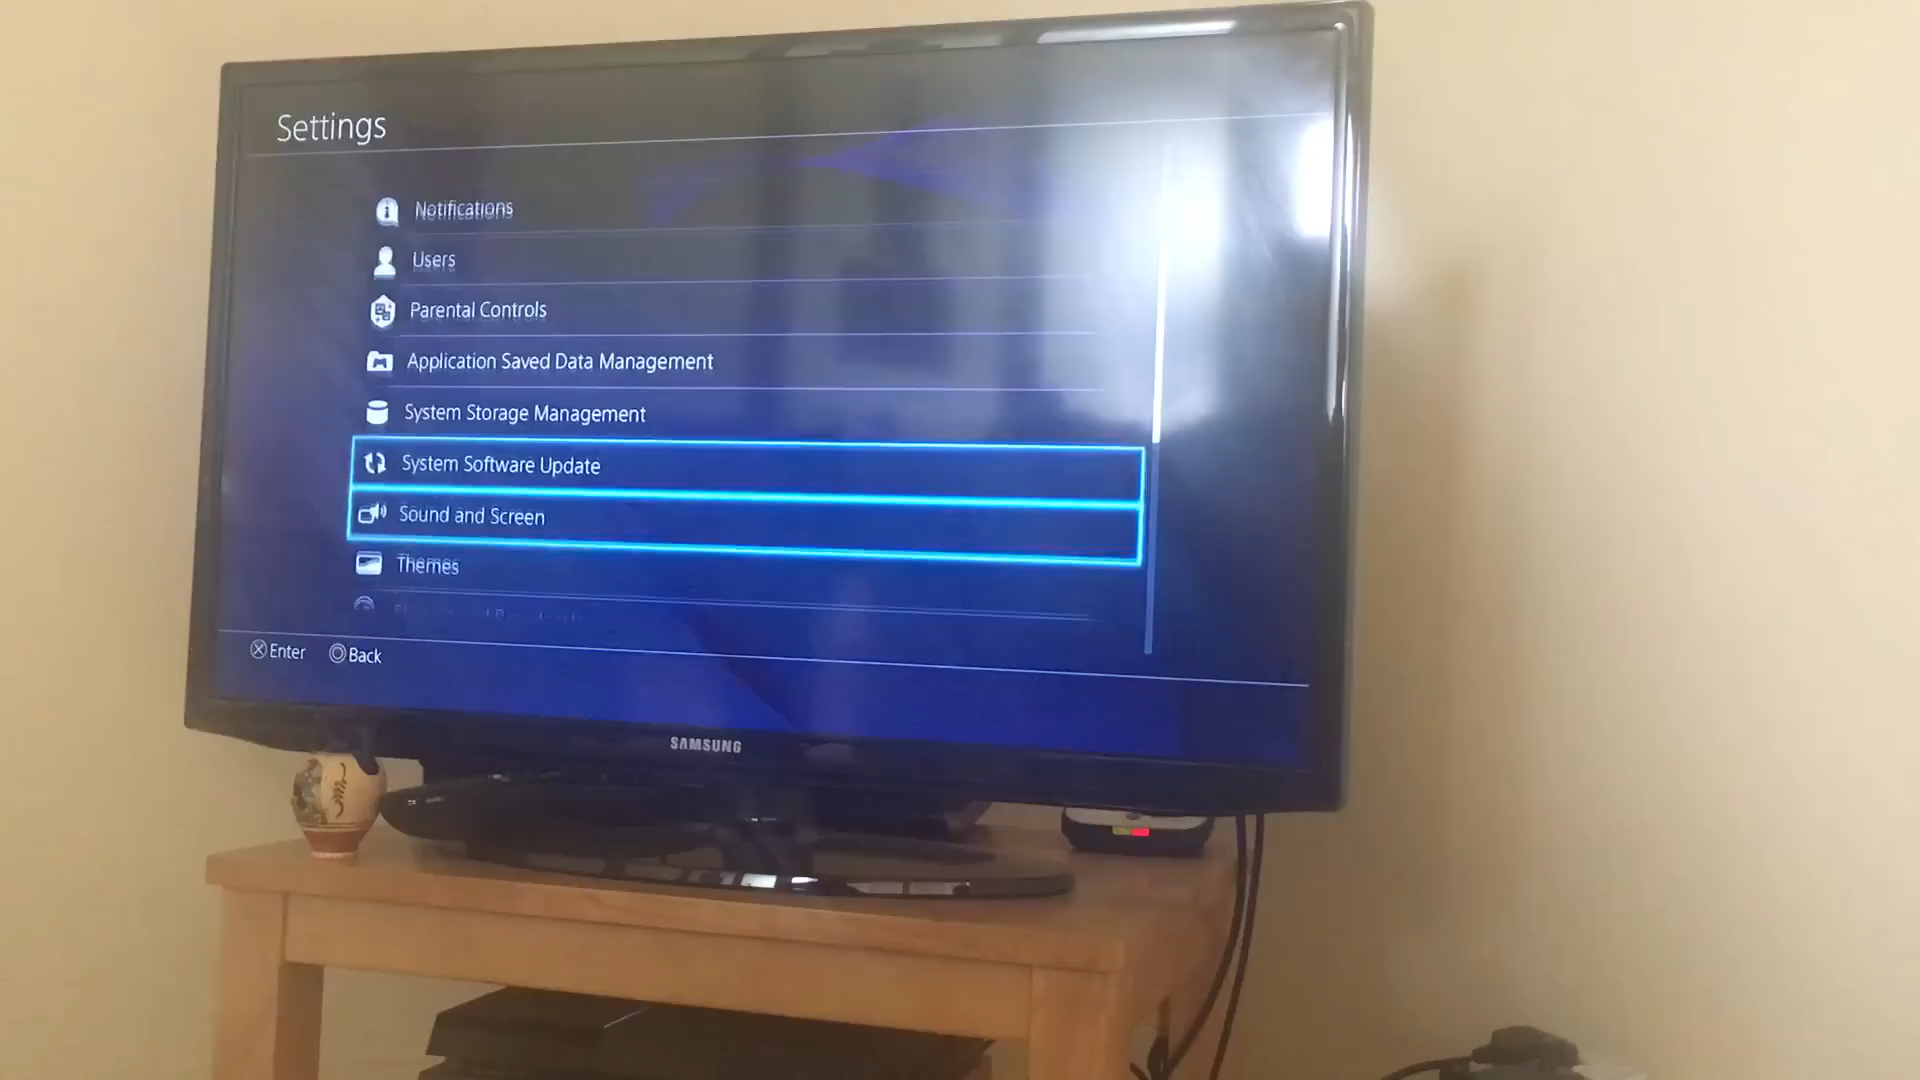 Settings
Notifications
Users
Parental Controls
Application Saved Data Management
System Storage Management
System Software Update
Sound and Screen
Themes
Enter Back
SAMSUNG